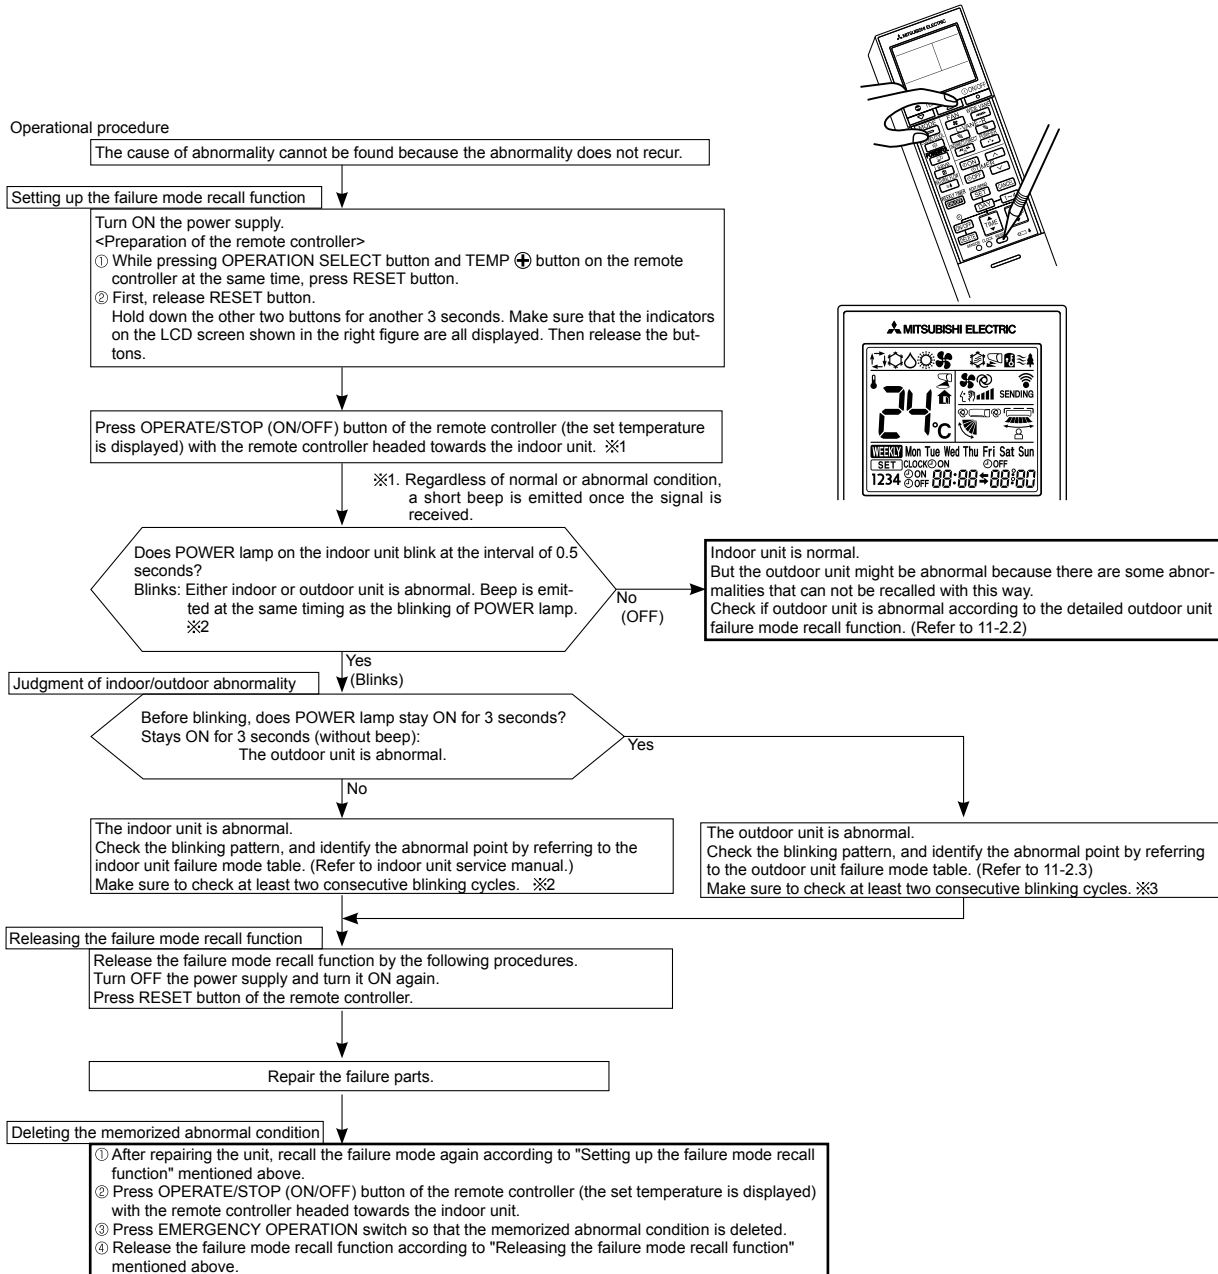 Operational procedure
The cause of abnormality cannot be found because the abnormality does not recur.
Setting up the failure mode recall function
Turn ON the power supply.
<Preparation of the remote controller>
① While pressing OPERATION SELECT button and TEMP ⊕ button on the remote
controller at the same time, press RESET button.
② First, release RESET button.
Hold down the other two buttons for another 3 seconds. Make sure that the indicators
on the LCD screen shown in the right figure are all displayed. Then release the but-
tons.
MITSUBISHI ELECTRIC
SENDING
24°C
WEEKLY Mon Tue Wed Thu Fri Sat Sun
SET CLOCK ON OFF
1234 ON OFF 88:88 88:80
Press OPERATE/STOP (ON/OFF) button of the remote controller (the set temperature
is displayed) with the remote controller headed towards the indoor unit. ※1
※1. Regardless of normal or abnormal condition,
a short beep is emitted once the signal is
received.
Does POWER lamp on the indoor unit blink at the interval of 0.5
seconds?
Blinks: Either indoor or outdoor unit is abnormal. Beep is emit-
ted at the same timing as the blinking of POWER lamp.
※2
No
(OFF)
Indoor unit is normal.
But the outdoor unit might be abnormal because there are some abnor-
malities that can not be recalled with this way.
Check if outdoor unit is abnormal according to the detailed outdoor unit
failure mode recall function. (Refer to 11-2.2)
Yes
(Blinks)
Judgment of indoor/outdoor abnormality
Before blinking, does POWER lamp stay ON for 3 seconds?
Stays ON for 3 seconds (without beep):
The outdoor unit is abnormal.
Yes
No
The indoor unit is abnormal.
Check the blinking pattern, and identify the abnormal point by referring to the
indoor unit failure mode table. (Refer to indoor unit service manual.)
Make sure to check at least two consecutive blinking cycles. ※2
The outdoor unit is abnormal.
Check the blinking pattern, and identify the abnormal point by referring
to the outdoor unit failure mode table. (Refer to 11-2.3)
Make sure to check at least two consecutive blinking cycles. ※3
Releasing the failure mode recall function
Release the failure mode recall function by the following procedures.
Turn OFF the power supply and turn it ON again.
Press RESET button of the remote controller.
Repair the failure parts.
Deleting the memorized abnormal condition
① After repairing the unit, recall the failure mode again according to "Setting up the failure mode recall
function" mentioned above.
② Press OPERATE/STOP (ON/OFF) button of the remote controller (the set temperature is displayed)
with the remote controller headed towards the indoor unit.
③ Press EMERGENCY OPERATION switch so that the memorized abnormal condition is deleted.
④ Release the failure mode recall function according to "Releasing the failure mode recall function"
mentioned above.